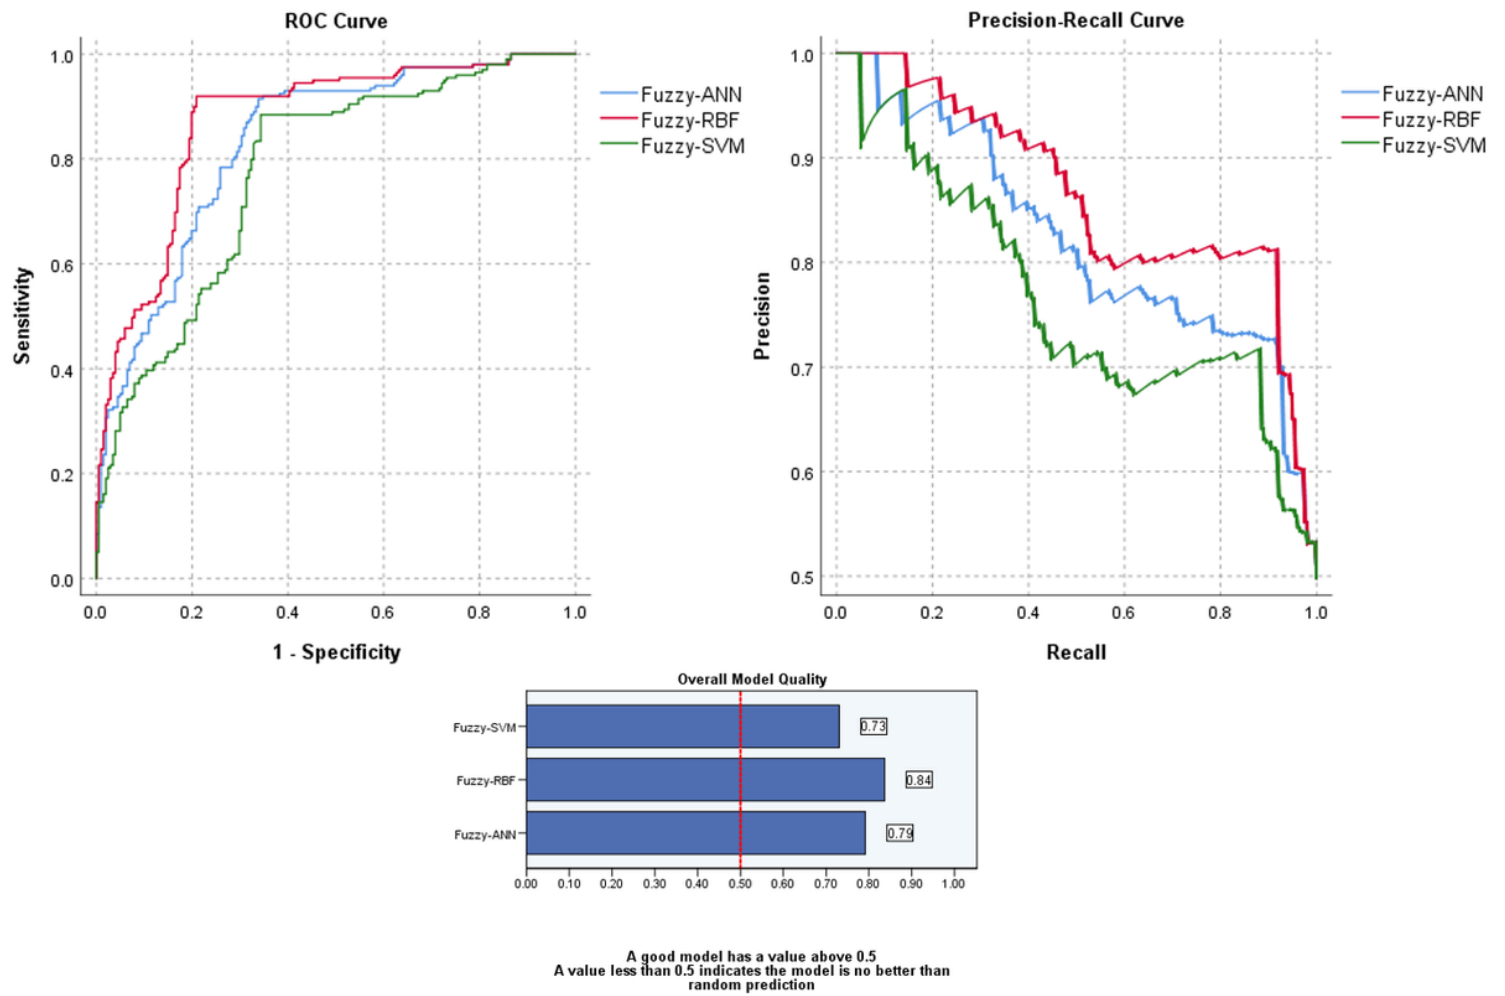 ROC Curve
1.0
0.8
0.6
0.4
0.2
0.0
Sensitivity
0.0 0.2 0.4 0.6 0.8 1.0
1 - Specificity
Fuzzy-ANN
Fuzzy-RBF
Fuzzy-SVM
Precision-Recall Curve
1.0
0.9
0.8
0.7
0.6
0.5
Precision
0.0 0.2 0.4 0.6 0.8 1.0
Recall
Fuzzy-ANN
Fuzzy-RBF
Fuzzy-SVM
Overall Model Quality
Fuzzy-SVM 0.73
Fuzzy-RBF 0.84
Fuzzy-ANN 0.79
0.00 0.10 0.20 0.30 0.40 0.50 0.60 0.70 0.80 0.90 1.00
A good model has a value above 0.5
A value less than 0.5 indicates the model is no better than
random prediction